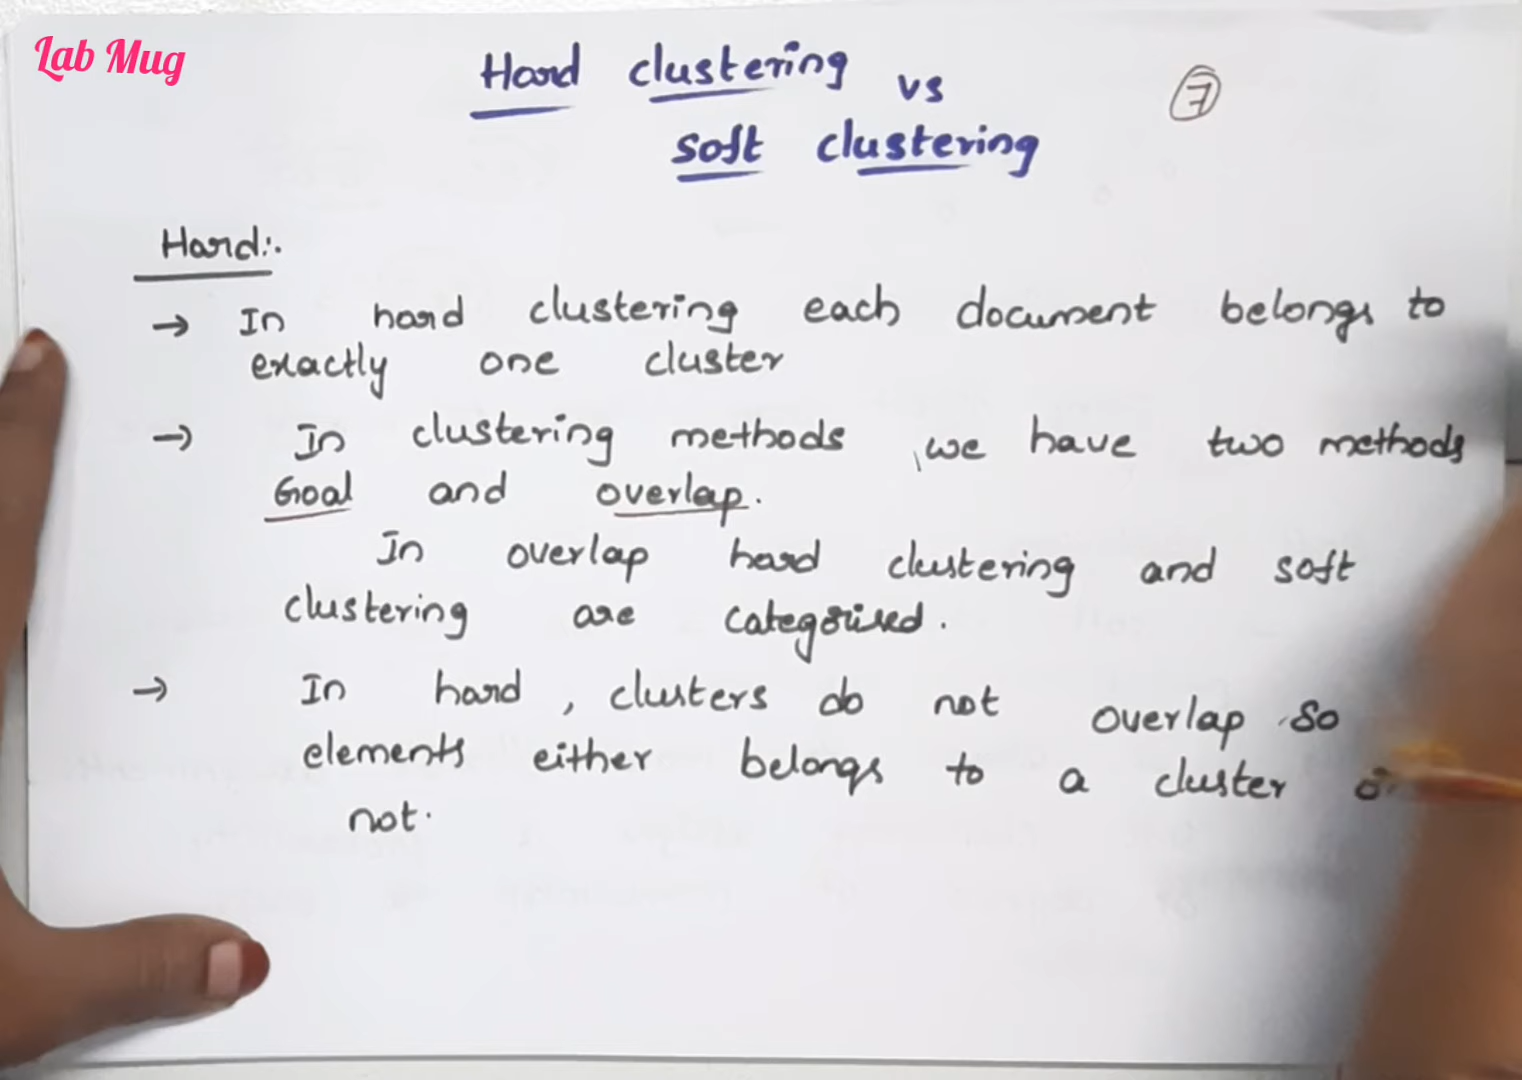 Lab Mug
Hard clustering vs
soft clustering
7
Hard:.
→ In hard clustering each document belongs to
exactly one cluster
→ In clustering methods, we have two methods
Goal and overlap.
In overlap hard clustering and soft
clustering are categorised.
→ In hard, clusters do not overlap so
elements either belongs to a cluster
not.